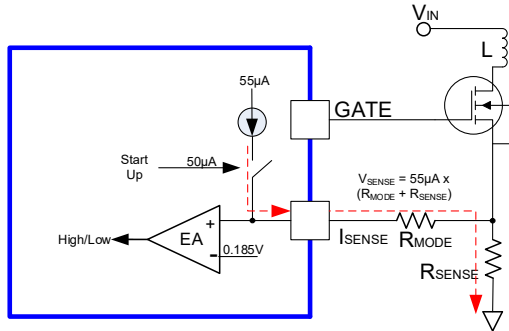 VIN
L
55µA
GATE
Start
Up
50µA
VSENSE = 55µA x
(RMODE + RSENSE)
+
EA
High/Low
-
0.185V
ISENSE
RMODE
RSENSE